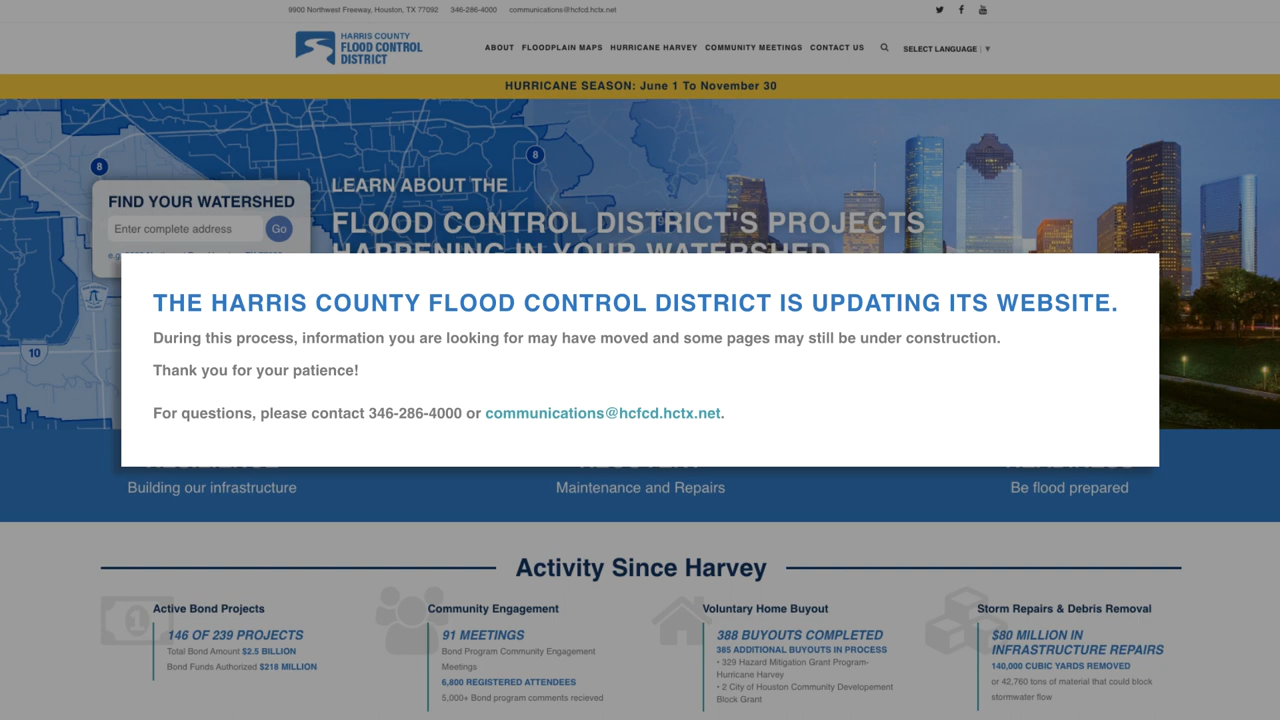 9900 Northwest Freeway, Houston, TX 77092 346-286-4000 communications@hcfcd.hctx.net
HARRIS COUNTY
FLOOD CONTROL
DISTRICT
ABOUT FLOODPLAIN MAPS HURRICANE HARVEY COMMUNITY MEETINGS CONTACT US SELECT LANGUAGE
HURRICANE SEASON: June 1 To November 30
8
8
FIND YOUR WATERSHED
Enter complete address Go
LEARN ABOUT THE
FLOOD CONTROL DISTRICT'S PROJECTS
HAPPENING IN YOUR WATERSHED
10
THE HARRIS COUNTY FLOOD CONTROL DISTRICT IS UPDATING ITS WEBSITE.
During this process, information you are looking for may have moved and some pages may still be under construction.
Thank you for your patience!
For questions, please contact 346-286-4000 or communications@hcfcd.hctx.net.
Building our infrastructure
Maintenance and Repairs
Be flood prepared
Activity Since Harvey
Active Bond Projects
146 OF 239 PROJECTS
Total Bond Amount $2.5 BILLION
Bond Funds Authorized $218 MILLION
Community Engagement
91 MEETINGS
Bond Program Community Engagement
Meetings
6,800 REGISTERED ATTENDEES
5,000+ Bond program comments recieved
Voluntary Home Buyout
388 BUYOUTS COMPLETED
385 ADDITIONAL BUYOUTS IN PROCESS
• 329 Hazard Mitigation Grant Program-
Hurricane Harvey
• 2 City of Houston Community Developement
Block Grant
Storm Repairs & Debris Removal
$80 MILLION IN
INFRASTRUCTURE REPAIRS
140,000 CUBIC YARDS REMOVED
or 42,760 tons of material that could block
stormwater flow